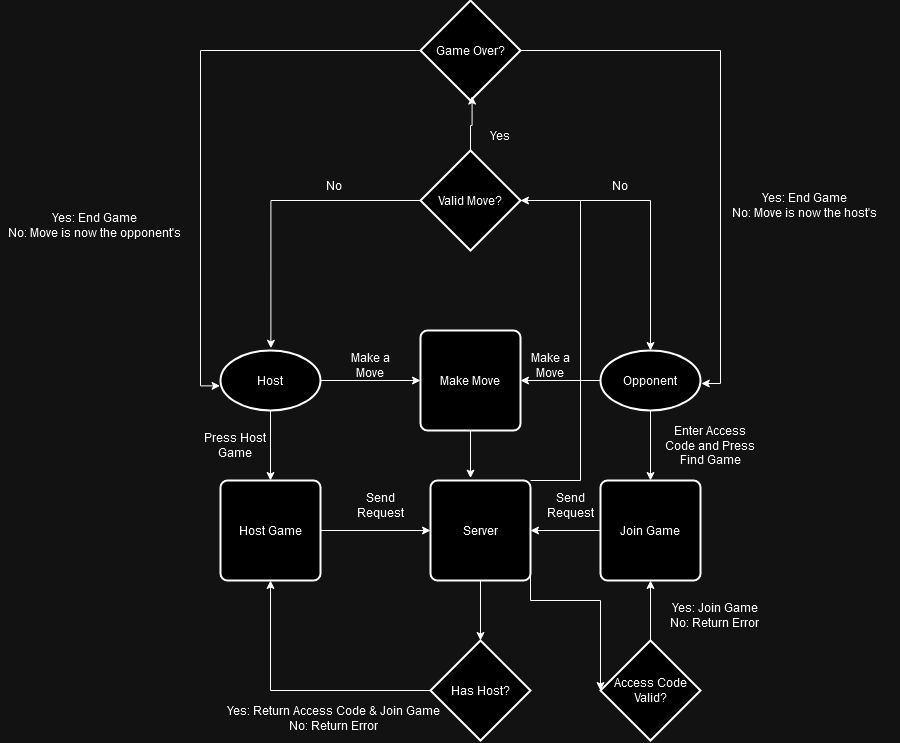 Game Over?
Yes
Valid Move?
No
No
Yes: End Game
No: Move is now the opponent's
Yes: End Game
No: Move is now the host's
Host
Make a
Move
Make Move
Make a
Move
Opponent
Press Host
Game
Enter Access
Code and Press
Find Game
Host Game
Send
Request
Server
Send
Request
Join Game
Yes: Join Game
No: Return Error
Has Host?
Access Code
Valid?
Yes: Return Access Code & Join Game
No: Return Error